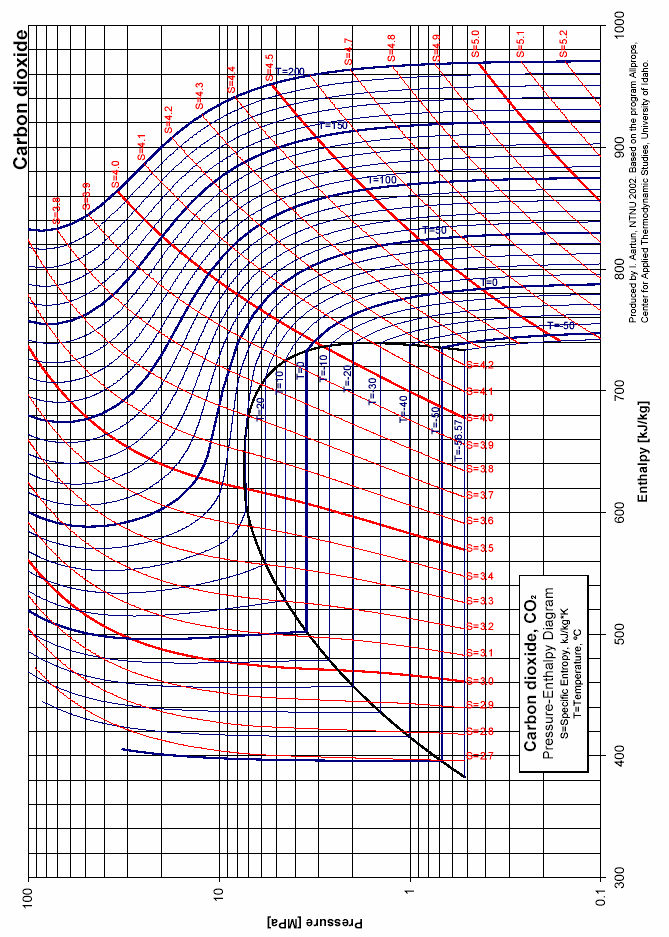 Carbon dioxide
S=3.8
S=3.9
S=4.0
S=4.1
S=4.2
S=4.3
S=4.4
S=4.5
S=4.7
S=4.8
S=4.9
S=5.0
S=5.1
S=5.2
T=200
T=150
T=100
T=50
T=0
T=-50
T=20
T=10
T=0
T=-10
T=-20
T=-30
T=-40
T=-50
T=-56.57
S=4.2
S=4.1
S=4.0
S=3.9
S=3.8
S=3.7
S=3.6
S=3.5
S=3.4
S=3.3
S=3.2
S=3.1
S=3.0
S=2.9
S=2.8
S=2.7
Carbon dioxide, CO₂
Pressure-Enthalpy Diagram
S=Specific Entropy, kJ/kg*K
T=Temperature, ºC
Produced by I. Aartun, NTNU 2002. Based on the program Allprops,
Center for Applied Thermodynamic Studies, University of Idaho.
1000
900
800
700
600
500
400
300
Enthalpy [kJ/kg]
100
10
1
0.1
Pressure [MPa]